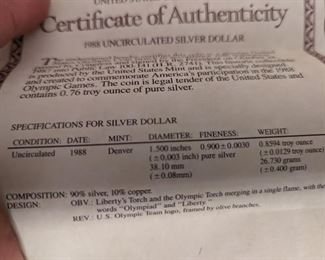 UNITED STATES
Certificate of Authenticity
1988 UNCIRCULATED SILVER DOLLAR
The enclosed
is produced by the United States Mint and is specially designed
and created to commemorate America's participation in the 1988
Olympic Games. The coin is legal tender of the United States and
contains 0.76 troy ounce of pure silver.
SPECIFICATIONS FOR SILVER DOLLAR
CONDITION: DATE: MINT: DIAMETER: FINENESS: WEIGHT:
Uncirculated 1988 Denver 1.500 inches 0.900±0.0030 0.8594 troy ounce
(±0.003 inch) pure silver (±0.0129 troy ounce)
38.10 mm 26.730 grams
(±0.08mm) (±0.400 gram)
COMPOSITION: 90% silver, 10% copper.
DESIGN: OBV.: Liberty's Torch and the Olympic Torch merging in a single flame, with the
words "Olympiad" and "Liberty."
REV.: U.S. Olympic Team logo, framed by olive branches.